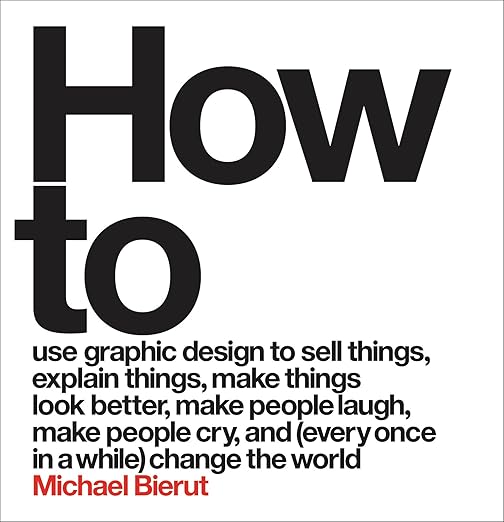 How
to
use graphic design to sell things,
explain things, make things
look better, make people laugh,
make people cry, and (every once
in a while) change the world
Michael Bierut